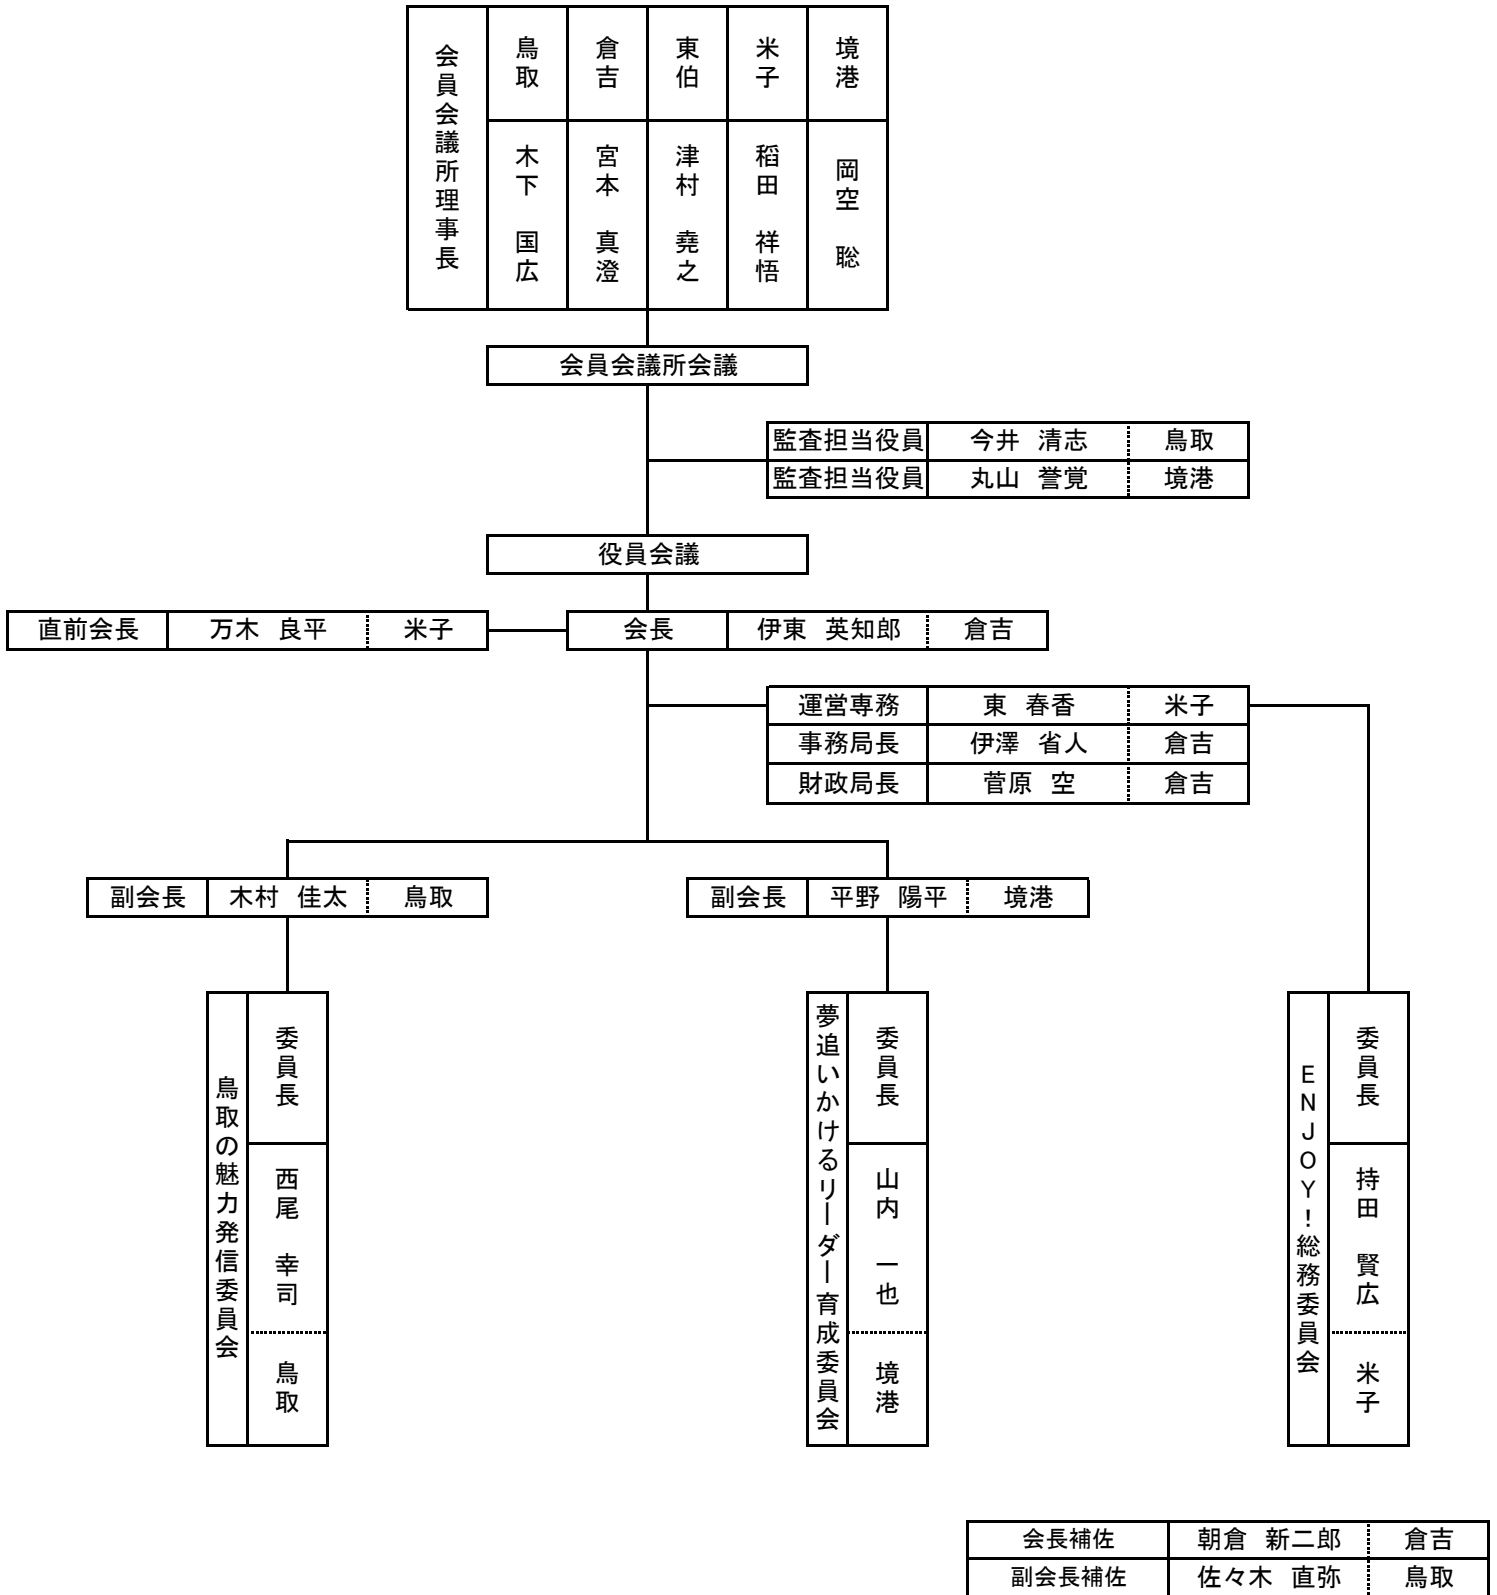 会員会議所理事長
鳥取
倉吉
東伯
米子
境港
木下 国広
宮本 真澄
津村 堯之
稲田 祥悟
岡空 聡
会員会議所会議
監査担当役員 今井 清志 鳥取
監査担当役員 丸山 誉覚 境港
役員会議
直前会長 万木 良平 米子
会長 伊東 英知郎 倉吉
運営専務 東 春香 米子
事務局長 伊澤 省人 倉吉
財政局長 菅原 空 倉吉
副会長 木村 佳太 鳥取
副会長 平野 陽平 境港
鳥取の魅力発信委員会
委員長
西尾 幸司
鳥取
夢追いかけるリーダー育成委員会
委員長
山内 一也
境港
ENJOY!総務委員会
委員長
持田 賢広
米子
会長補佐 朝倉 新二郎 倉吉
副会長補佐 佐々木 直弥 鳥取